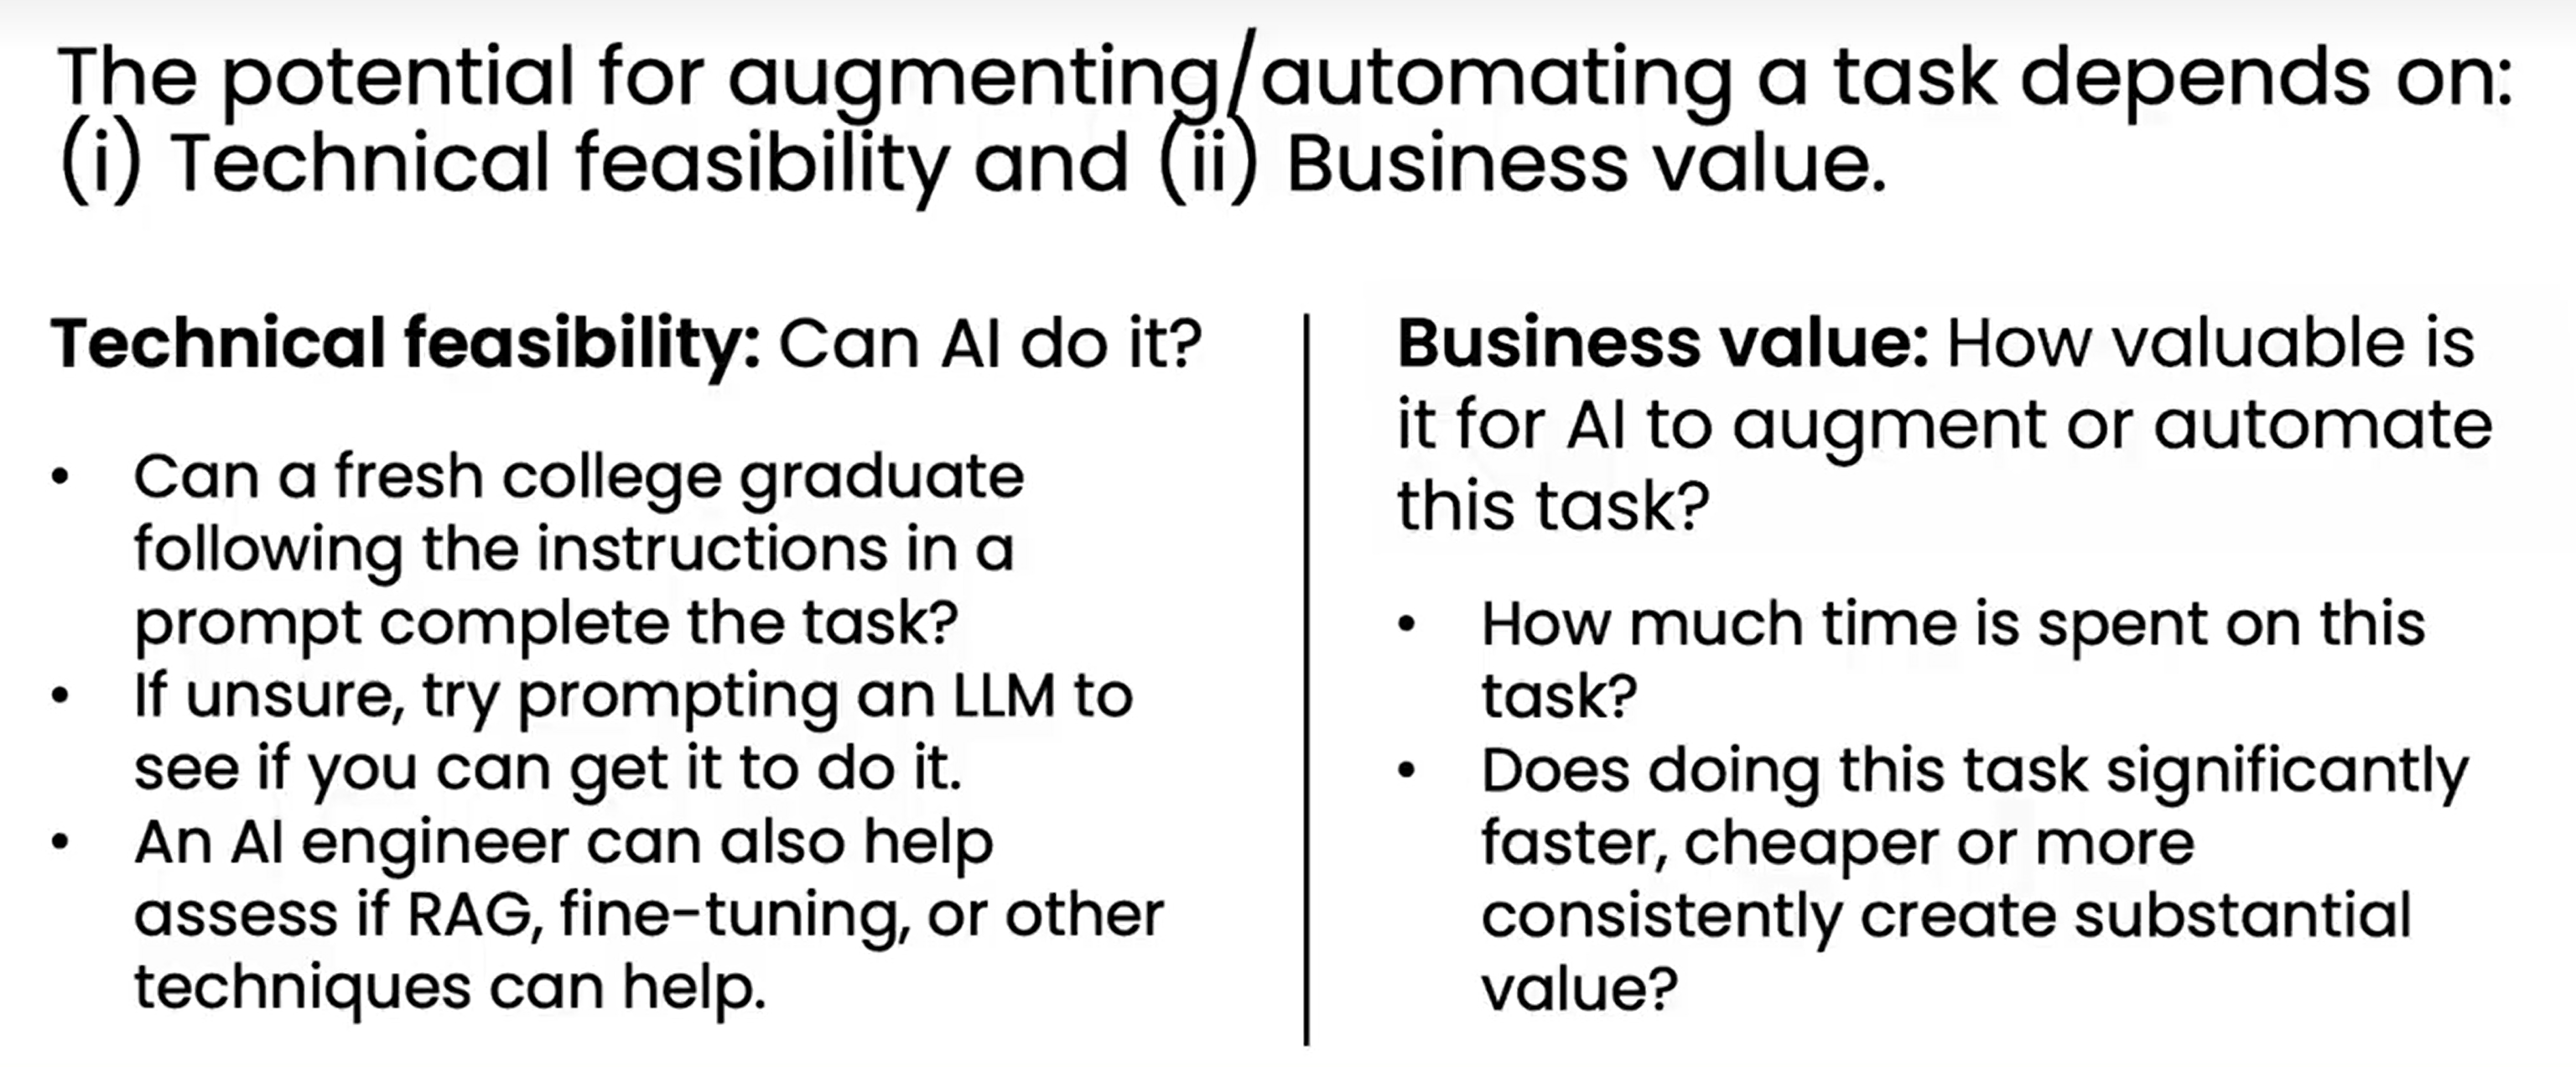 The potential for augmenting/automating a task depends on:
(i) Technical feasibility and (ii) Business value.
Technical feasibility: Can AI do it?
• Can a fresh college graduate
following the instructions in a
prompt complete the task?
• If unsure, try prompting an LLM to
see if you can get it to do it.
• An AI engineer can also help
assess if RAG, fine-tuning, or other
techniques can help.
Business value: How valuable is
it for AI to augment or automate
this task?
• How much time is spent on this
task?
• Does doing this task significantly
faster, cheaper or more
consistently create substantial
value?